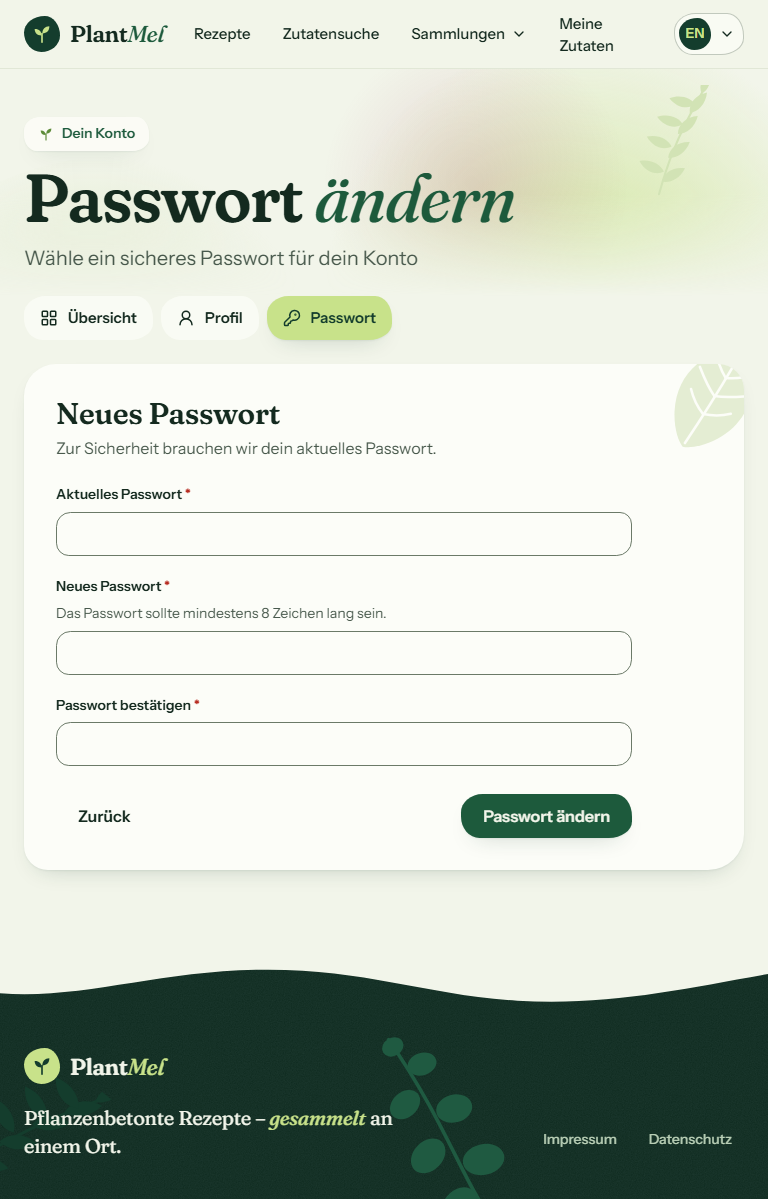 PlantMel
Rezepte
Zutatensuche
Sammlungen
Meine
Zutaten
EN
Dein Konto
Passwort ändern
Wähle ein sicheres Passwort für dein Konto
Übersicht
Profil
Passwort
Neues Passwort
Zur Sicherheit brauchen wir dein aktuelles Passwort.
Aktuelles Passwort *
Neues Passwort *
Das Passwort sollte mindestens 8 Zeichen lang sein.
Passwort bestätigen *
Zurück
Passwort ändern
PlantMel
Pflanzenbetonte Rezepte – gesammelt an
einem Ort.
Impressum
Datenschutz